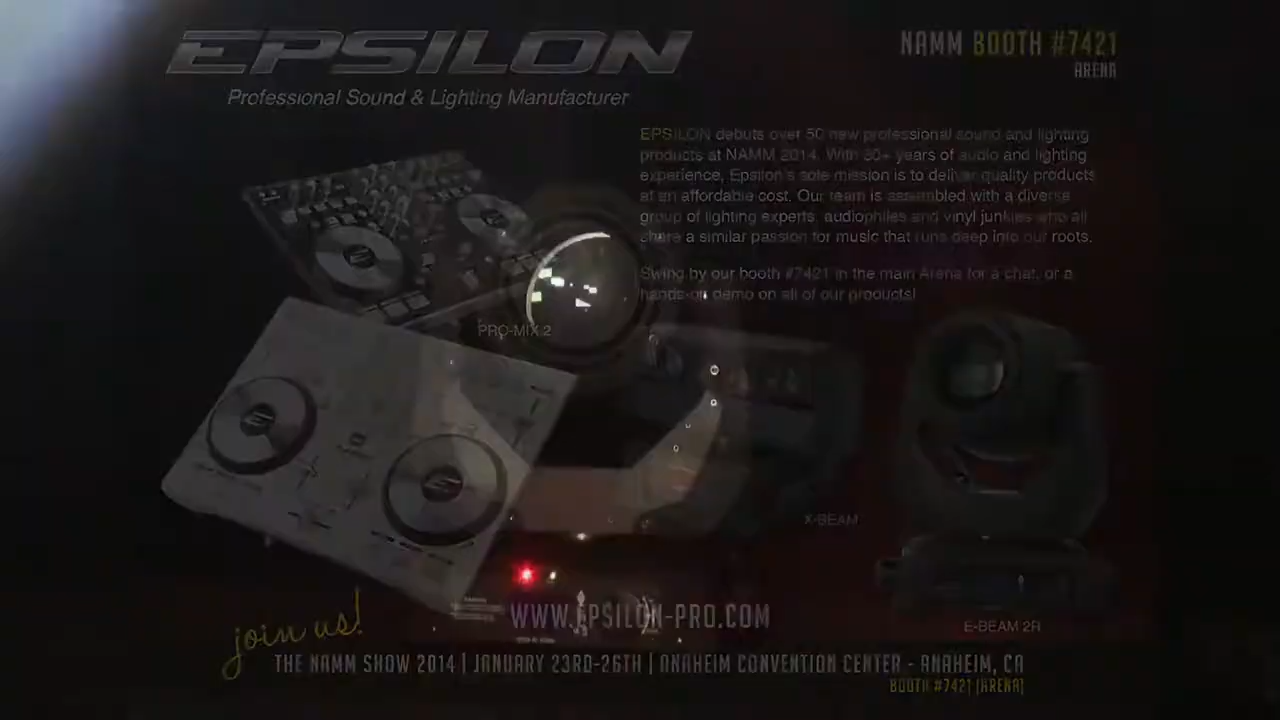 EPSILON
Professional Sound & Lighting Manufacturer
NAMM BOOTH #7421
ARENA
EPSILON debuts over 50 new professional sound and lighting
products at NAMM 2014. With 30+ years of audio and lighting
experience, Epsilon's sole mission is to deliver quality products
at an affordable cost. Our team is assembled with a diverse
group of lighting experts, audiophiles and vinyl junkies who all
share a similar passion for music that runs deep into our roots.
Swing by our booth #7421 in the main Arena for a chat, or a
hands-on demo on all of our products!
PRO-MIX 2
X-BEAM
E-BEAM 2R
WWW.EPSILON-PRO.COM
join us!
THE NAMM SHOW 2014 | JANUARY 23RD-26TH | ANAHEIM CONVENTION CENTER - ANAHEIM, CA
BOOTH #7421 (ARENA)